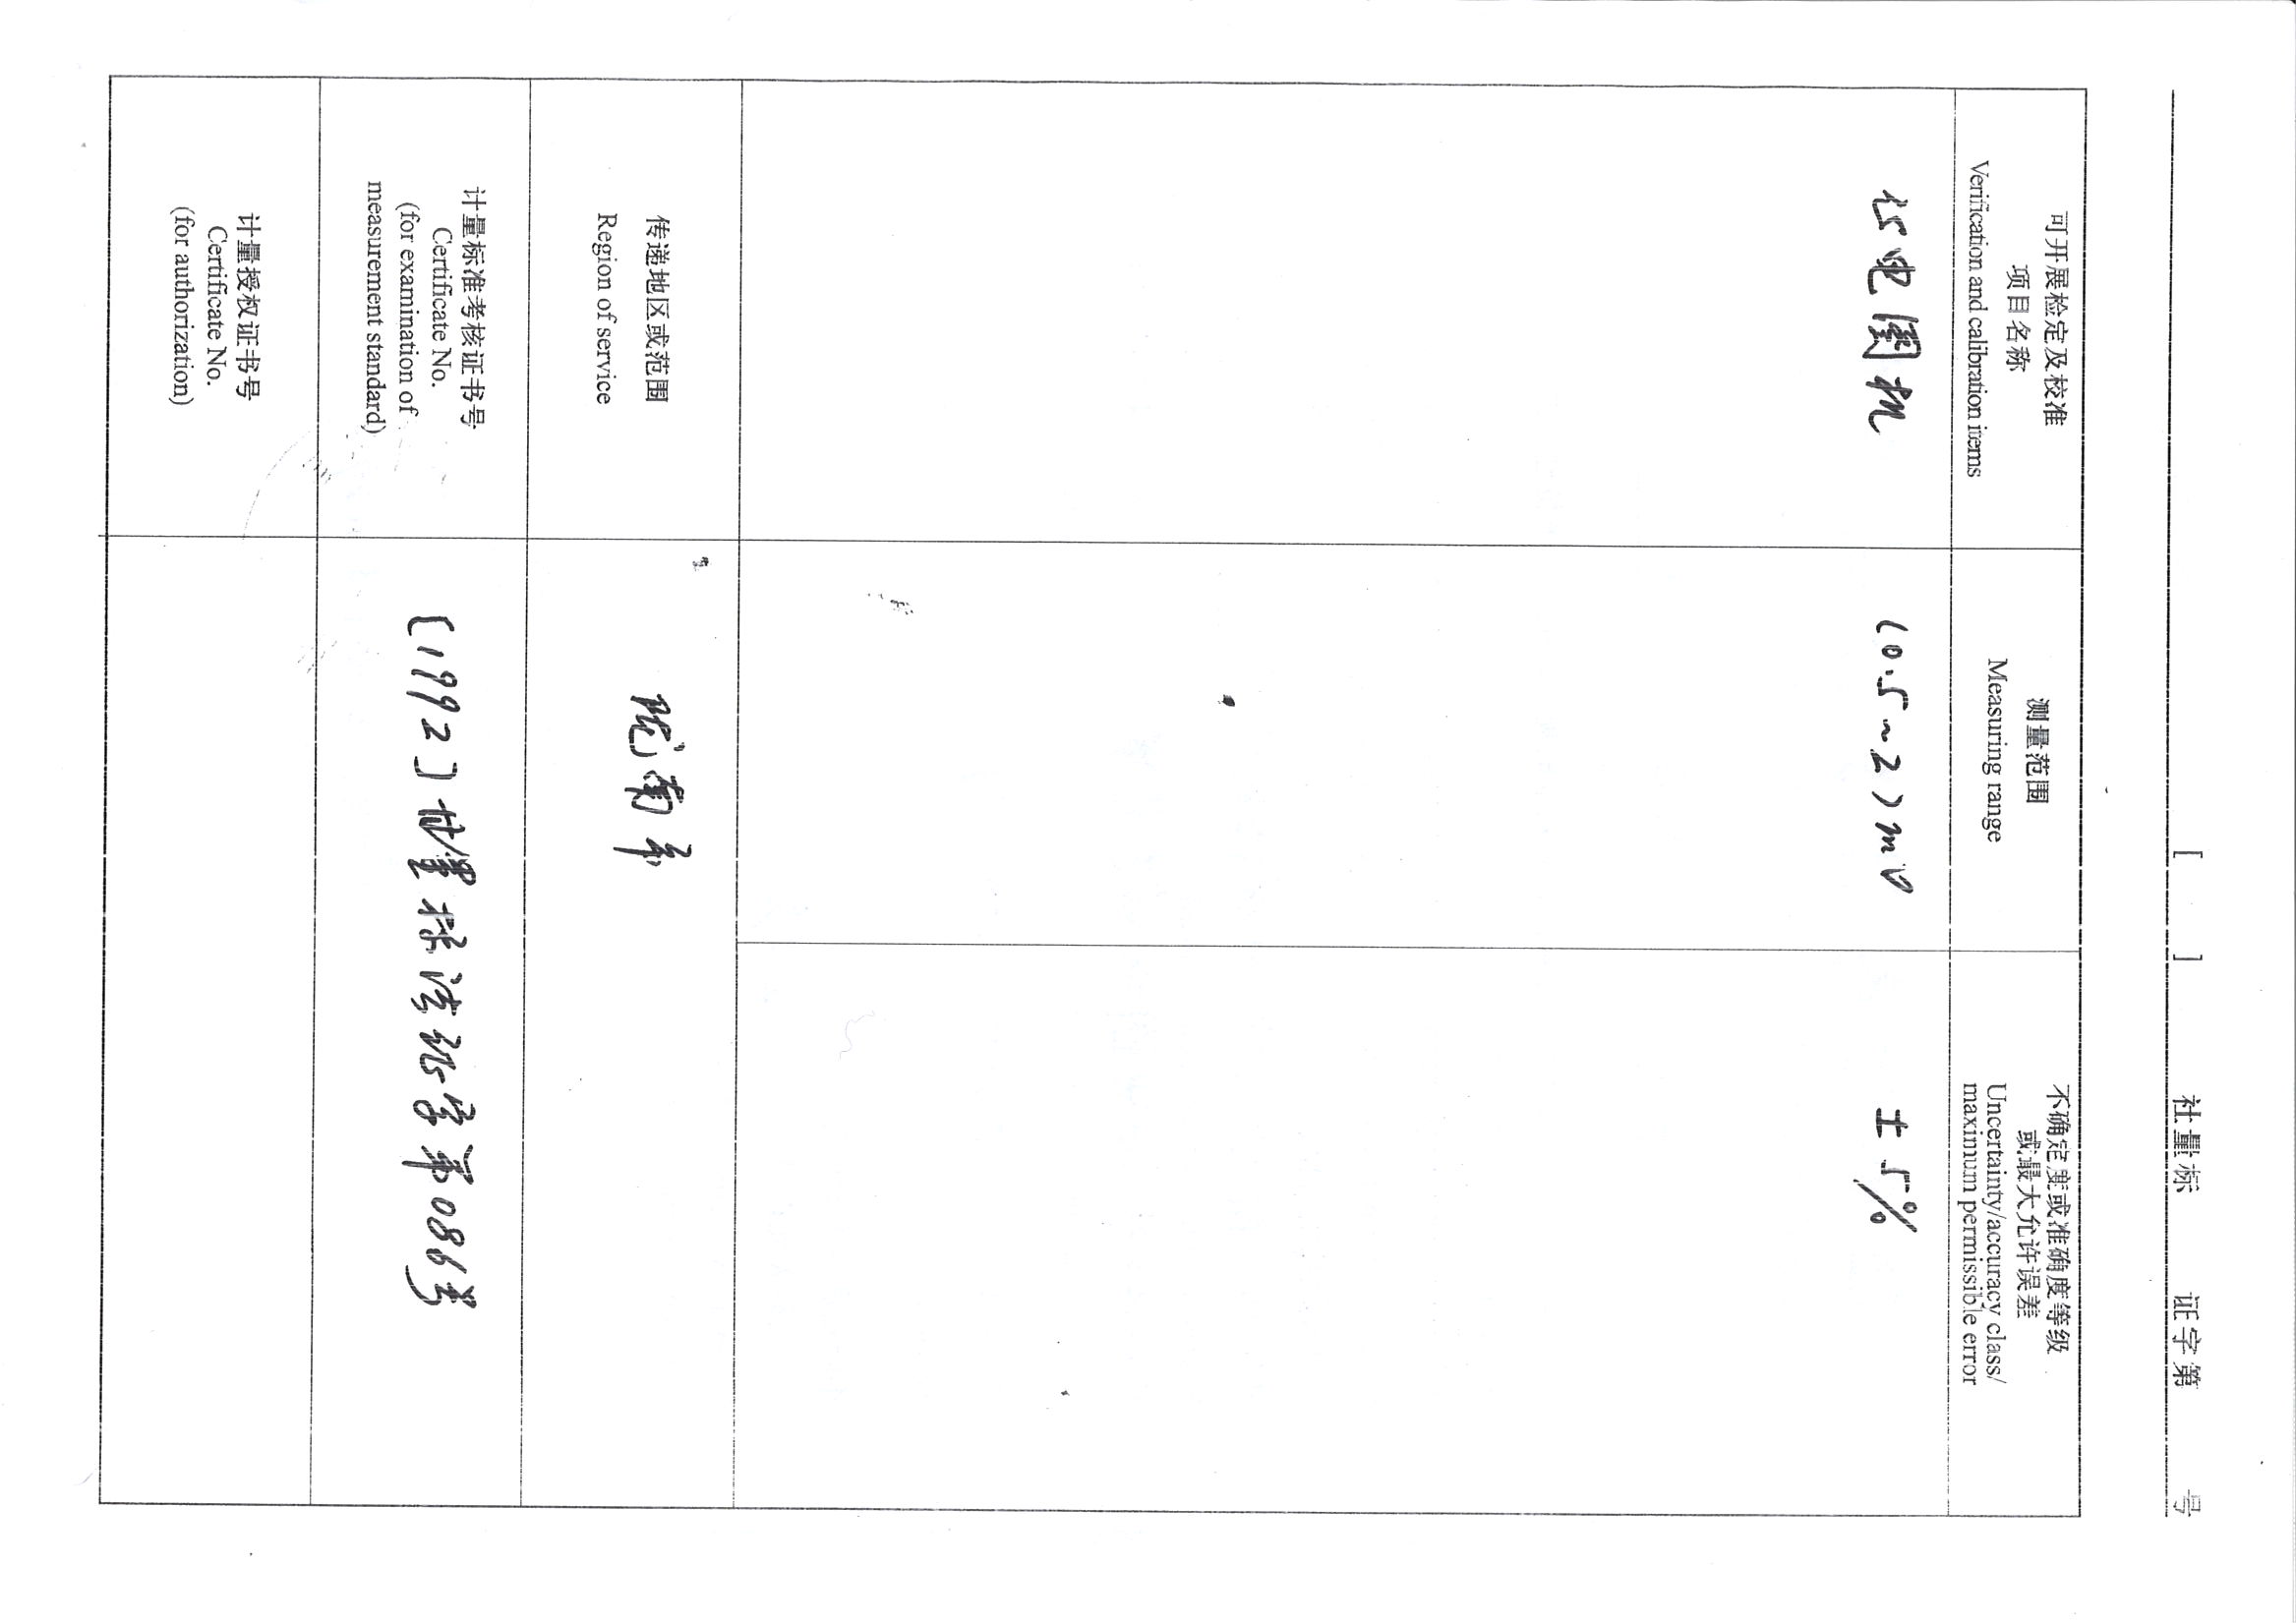 [ ] 社量标 证字第 号
可开展检定及校准
项目名称
Verification and calibration items
测量范围
Measuring range
不确定度或准确度等级
或最大允许误差
Uncertainty/accuracy class/
maximum permissible error
心电图机
(0.5~2)mV
±5%
传递地区或范围
Region of service
陇南市
计量标准考核证书号
Certificate No.
(for examination of
measurement standard)
[1992]甘量标法证字第086号
计量授权证书号
Certificate No.
(for authorization)